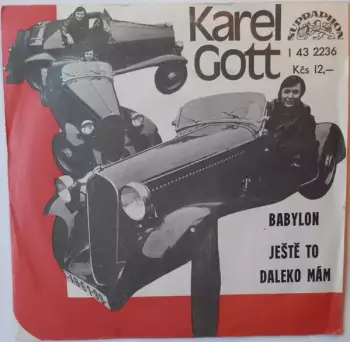 Karel
Gott
SUPRAPHON
1 43 2236
Kčs 12,—
BABYLON
JEŠTĚ TO
DALEKO MÁM